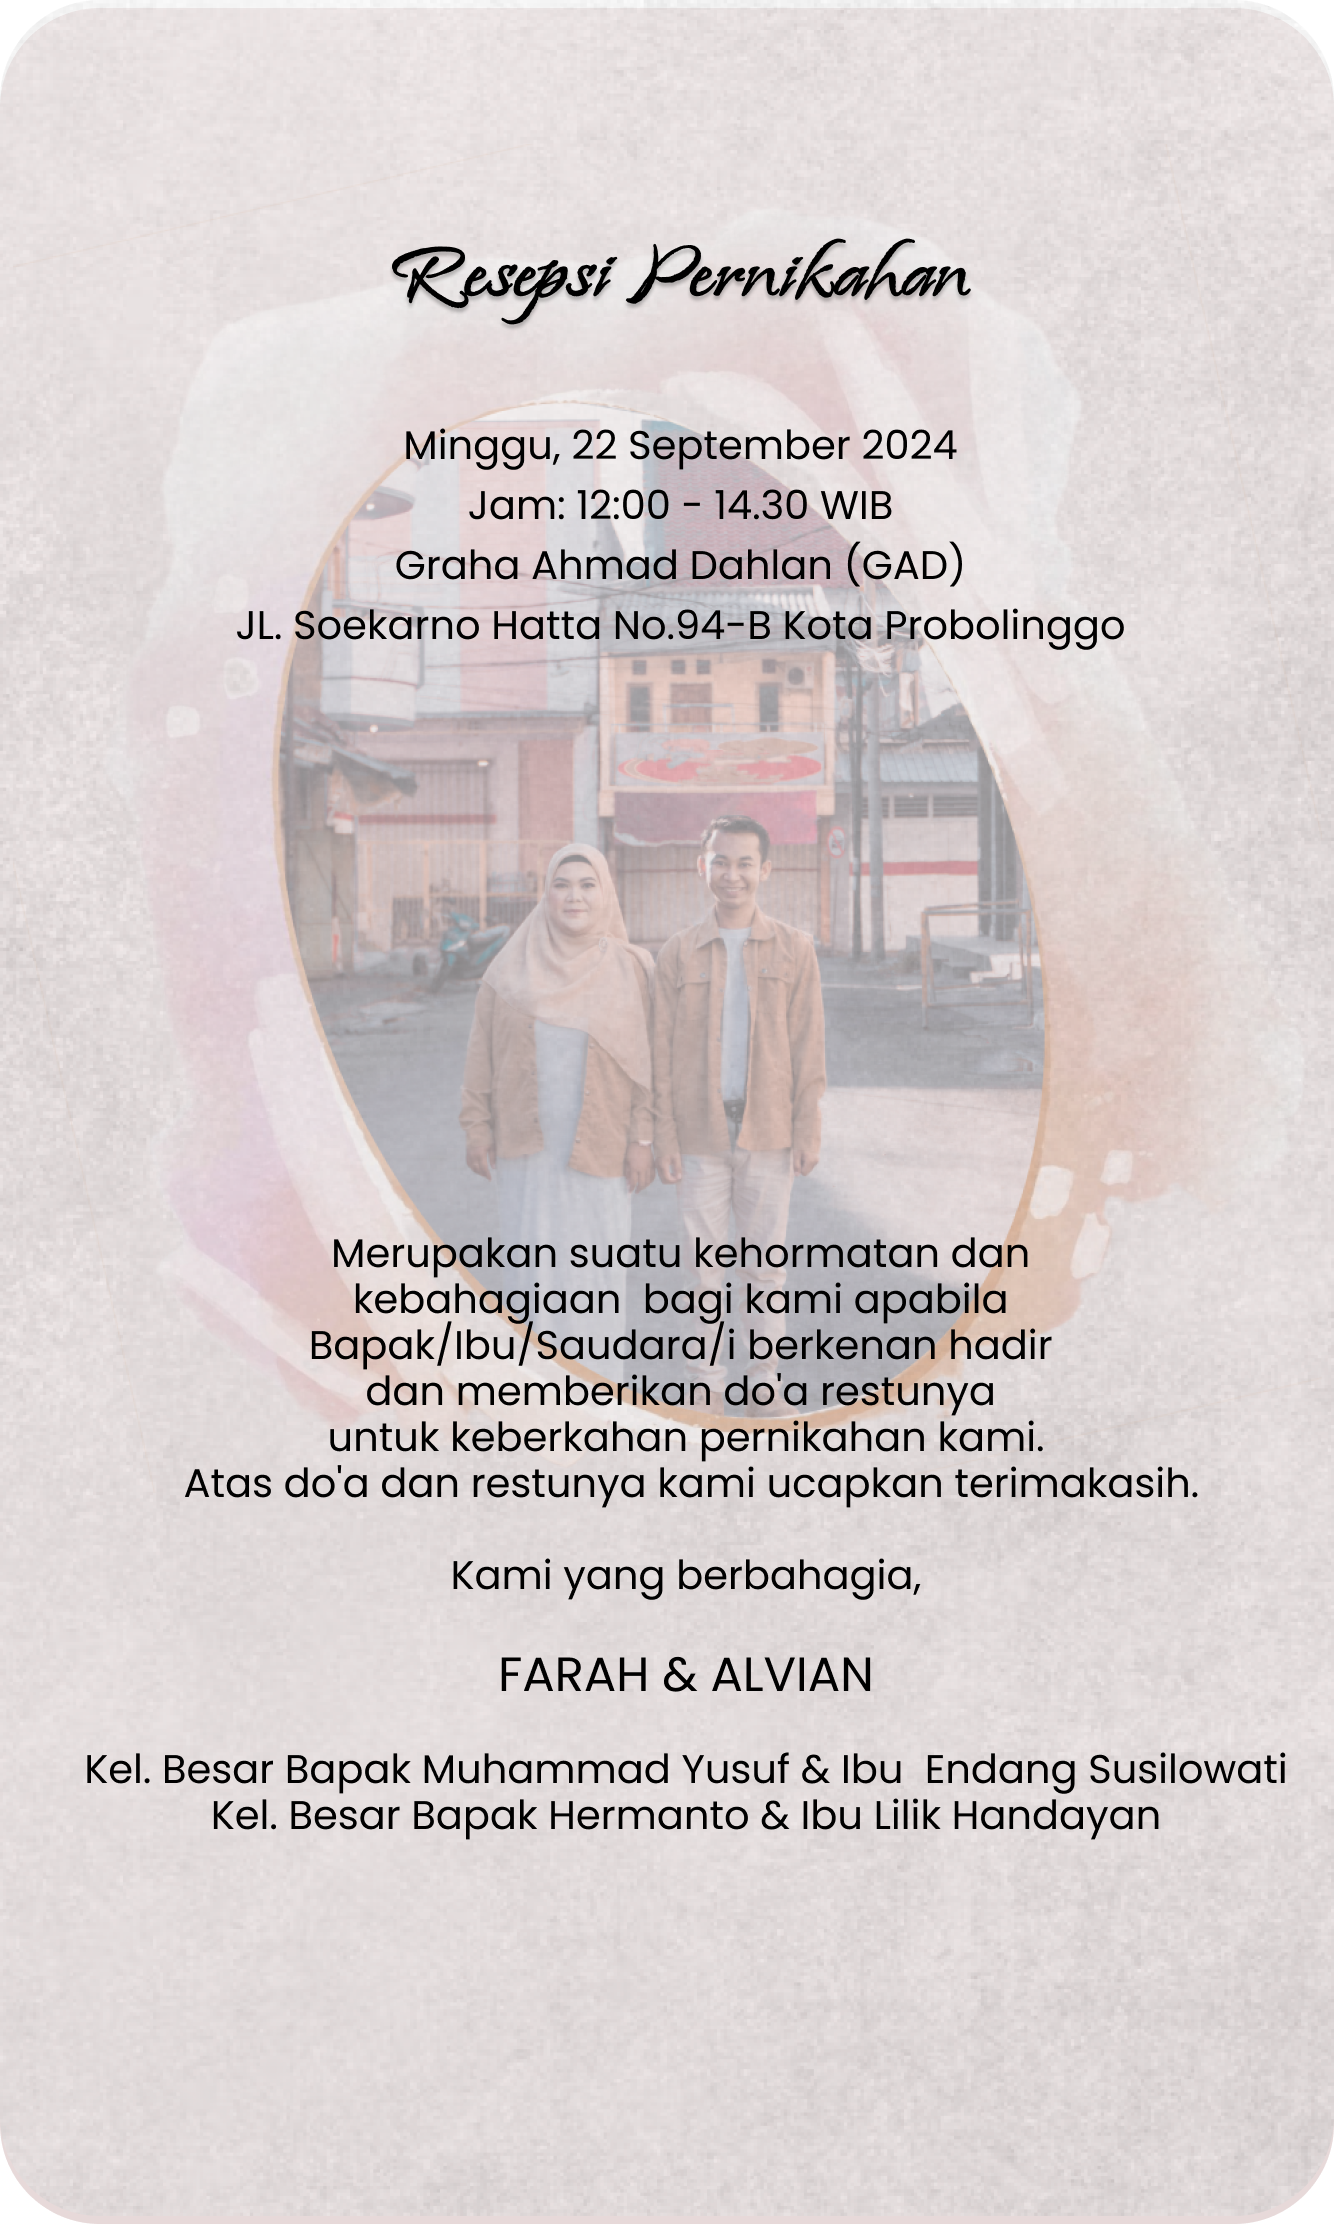 Resepsi Pernikahan
Minggu, 22 September 2024
Jam: 12:00 - 14.30 WIB
Graha Ahmad Dahlan (GAD)
JL. Soekarno Hatta No.94-B Kota Probolinggo
Merupakan suatu kehormatan dan
kebahagiaan  bagi kami apabila
Bapak/Ibu/Saudara/i berkenan hadir
dan memberikan do'a restunya
untuk keberkahan pernikahan kami.
Atas do'a dan restunya kami ucapkan terimakasih.
Kami yang berbahagia,
FARAH & ALVIAN
Kel. Besar Bapak Muhammad Yusuf & Ibu  Endang Susilowati
Kel. Besar Bapak Hermanto & Ibu Lilik Handayan